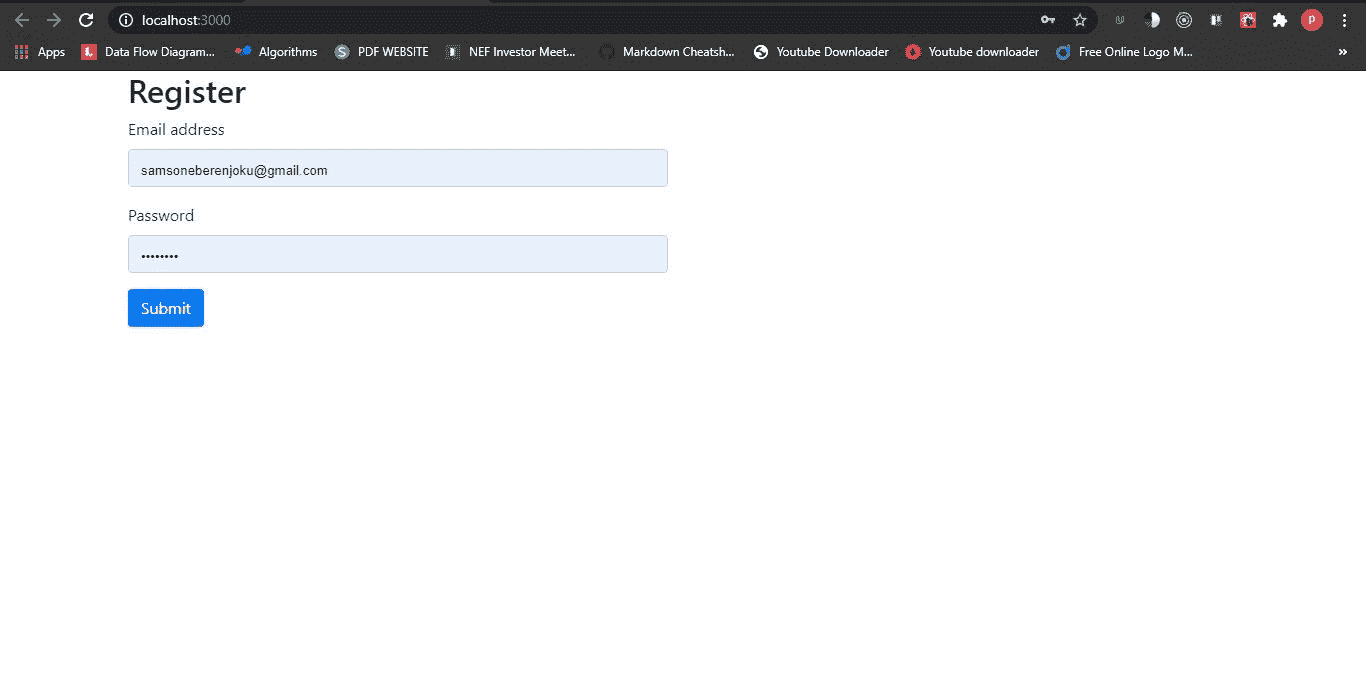 localhost:3000
Apps Data Flow Diagram... Algorithms PDF WEBSITE NEF Investor Meet... Markdown Cheatsh... Youtube Downloader Youtube downloader Free Online Logo M... »
Register
Email address
samsoneberenjoku@gmail.com
Password
••••••••
Submit